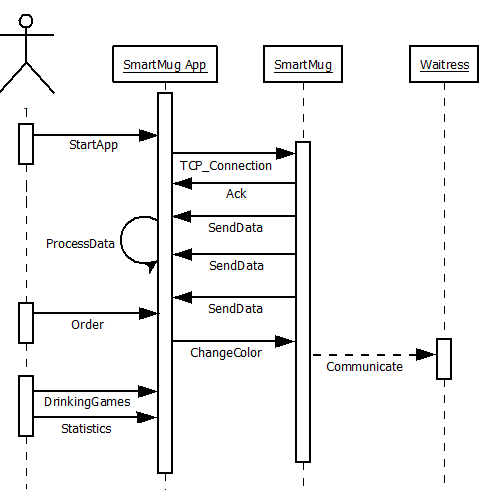 SmartMug App
SmartMug
Waitress
StartApp
TCP_Connection
Ack
SendData
ProcessData
SendData
SendData
Order
ChangeColor
Communicate
DrinkingGames
Statistics